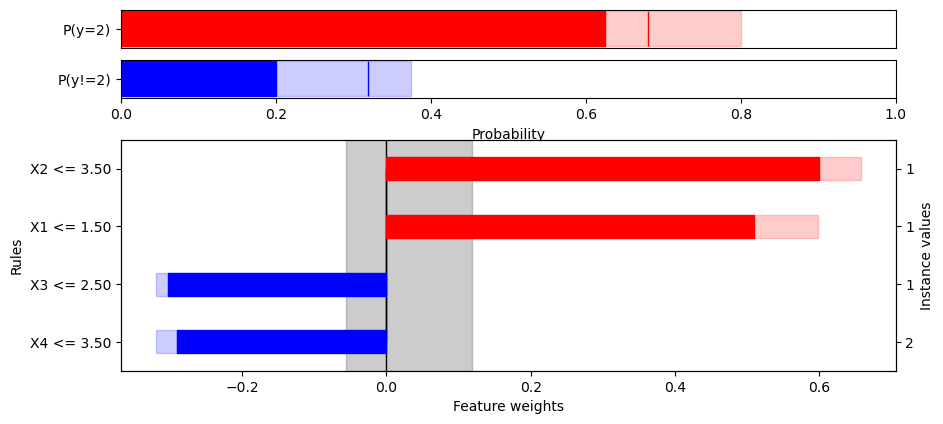 P(y=2)
P(y!=2)
0.0 0.2 0.4 0.6 0.8 1.0
Probability
X2 <= 3.50 1
X1 <= 1.50 1
X3 <= 2.50 1
X4 <= 3.50 2
Rules
Instance values
−0.2 0.0 0.2 0.4 0.6
Feature weights